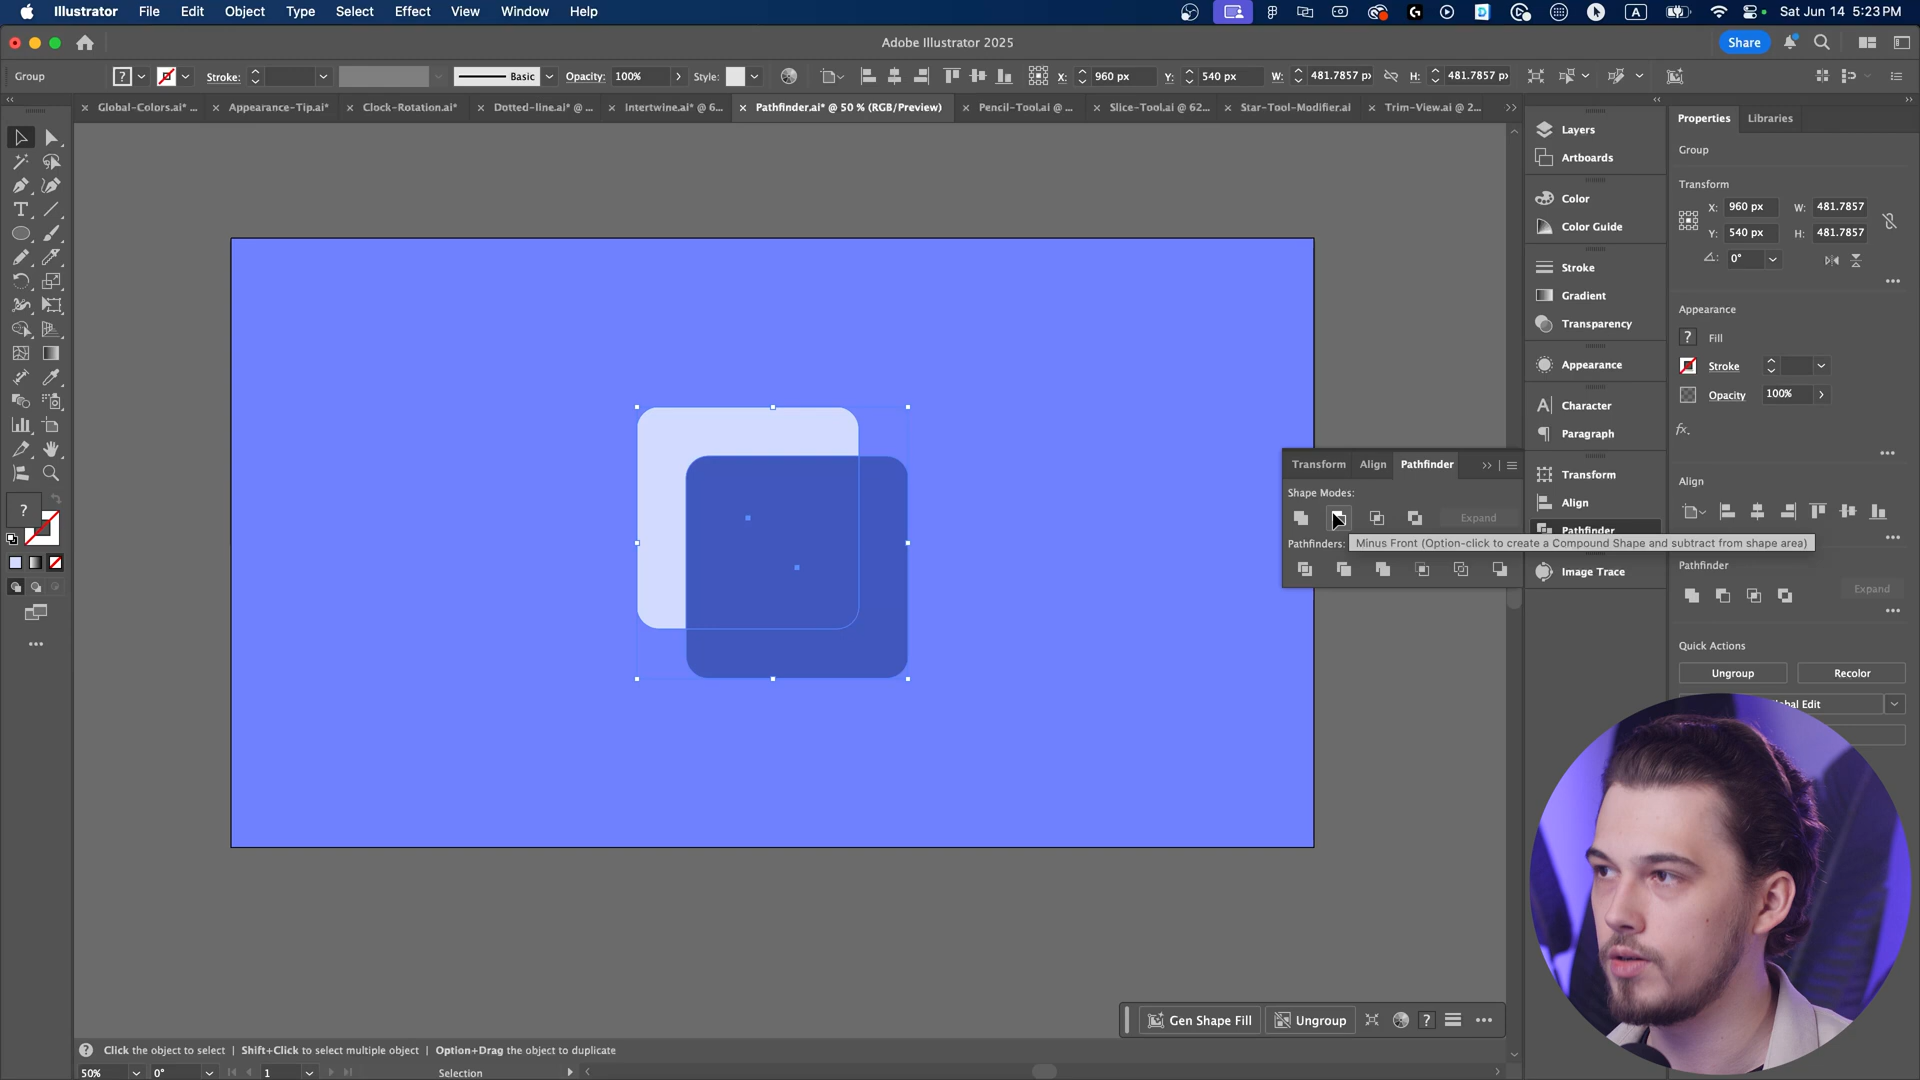 Illustrator File Edit Object Type Select Effect View Window Help
A
Sat Jun 14 5:23 PM
Adobe Illustrator 2025
Share
Group
?
Stroke:
Basic
Opacity: 100%
Style:
X: 960 px
Y: 540 px
W: 481.7857 px
H: 481.7857 px
Global-Colors.ai* ...
Appearance-Tip.ai*
Clock-Rotation.ai*
Dotted-line.ai* @ ...
Intertwine.ai* @ 6...
Pathfinder.ai* @ 50 % (RGB/Preview)
Pencil-Tool.ai @ ...
Slice-Tool.ai @ 62...
Star-Tool-Modifier.ai
Trim-View.ai @ 2...
?
Transform
Align
Pathfinder
Shape Modes:
Expand
Pathfinders:
Minus Front (Option-click to create a Compound Shape and subtract from shape area)
Layers
Artboards
Color
Color Guide
Stroke
Gradient
Transparency
Appearance
Character
Paragraph
Transform
Align
Pathfinder
Image Trace
Properties
Libraries
Group
Transform
X: 960 px W: 481.7857
Y: 540 px H: 481.7857
0°
Appearance
? Fill
Stroke
Opacity 100%
fx.
Align
Pathfinder
Expand
Quick Actions
Ungroup
Recolor
Gen Shape Fill
Ungroup
?
Click the object to select | Shift+Click to select multiple object | Option+Drag the object to duplicate
50% 0° 1 Selection